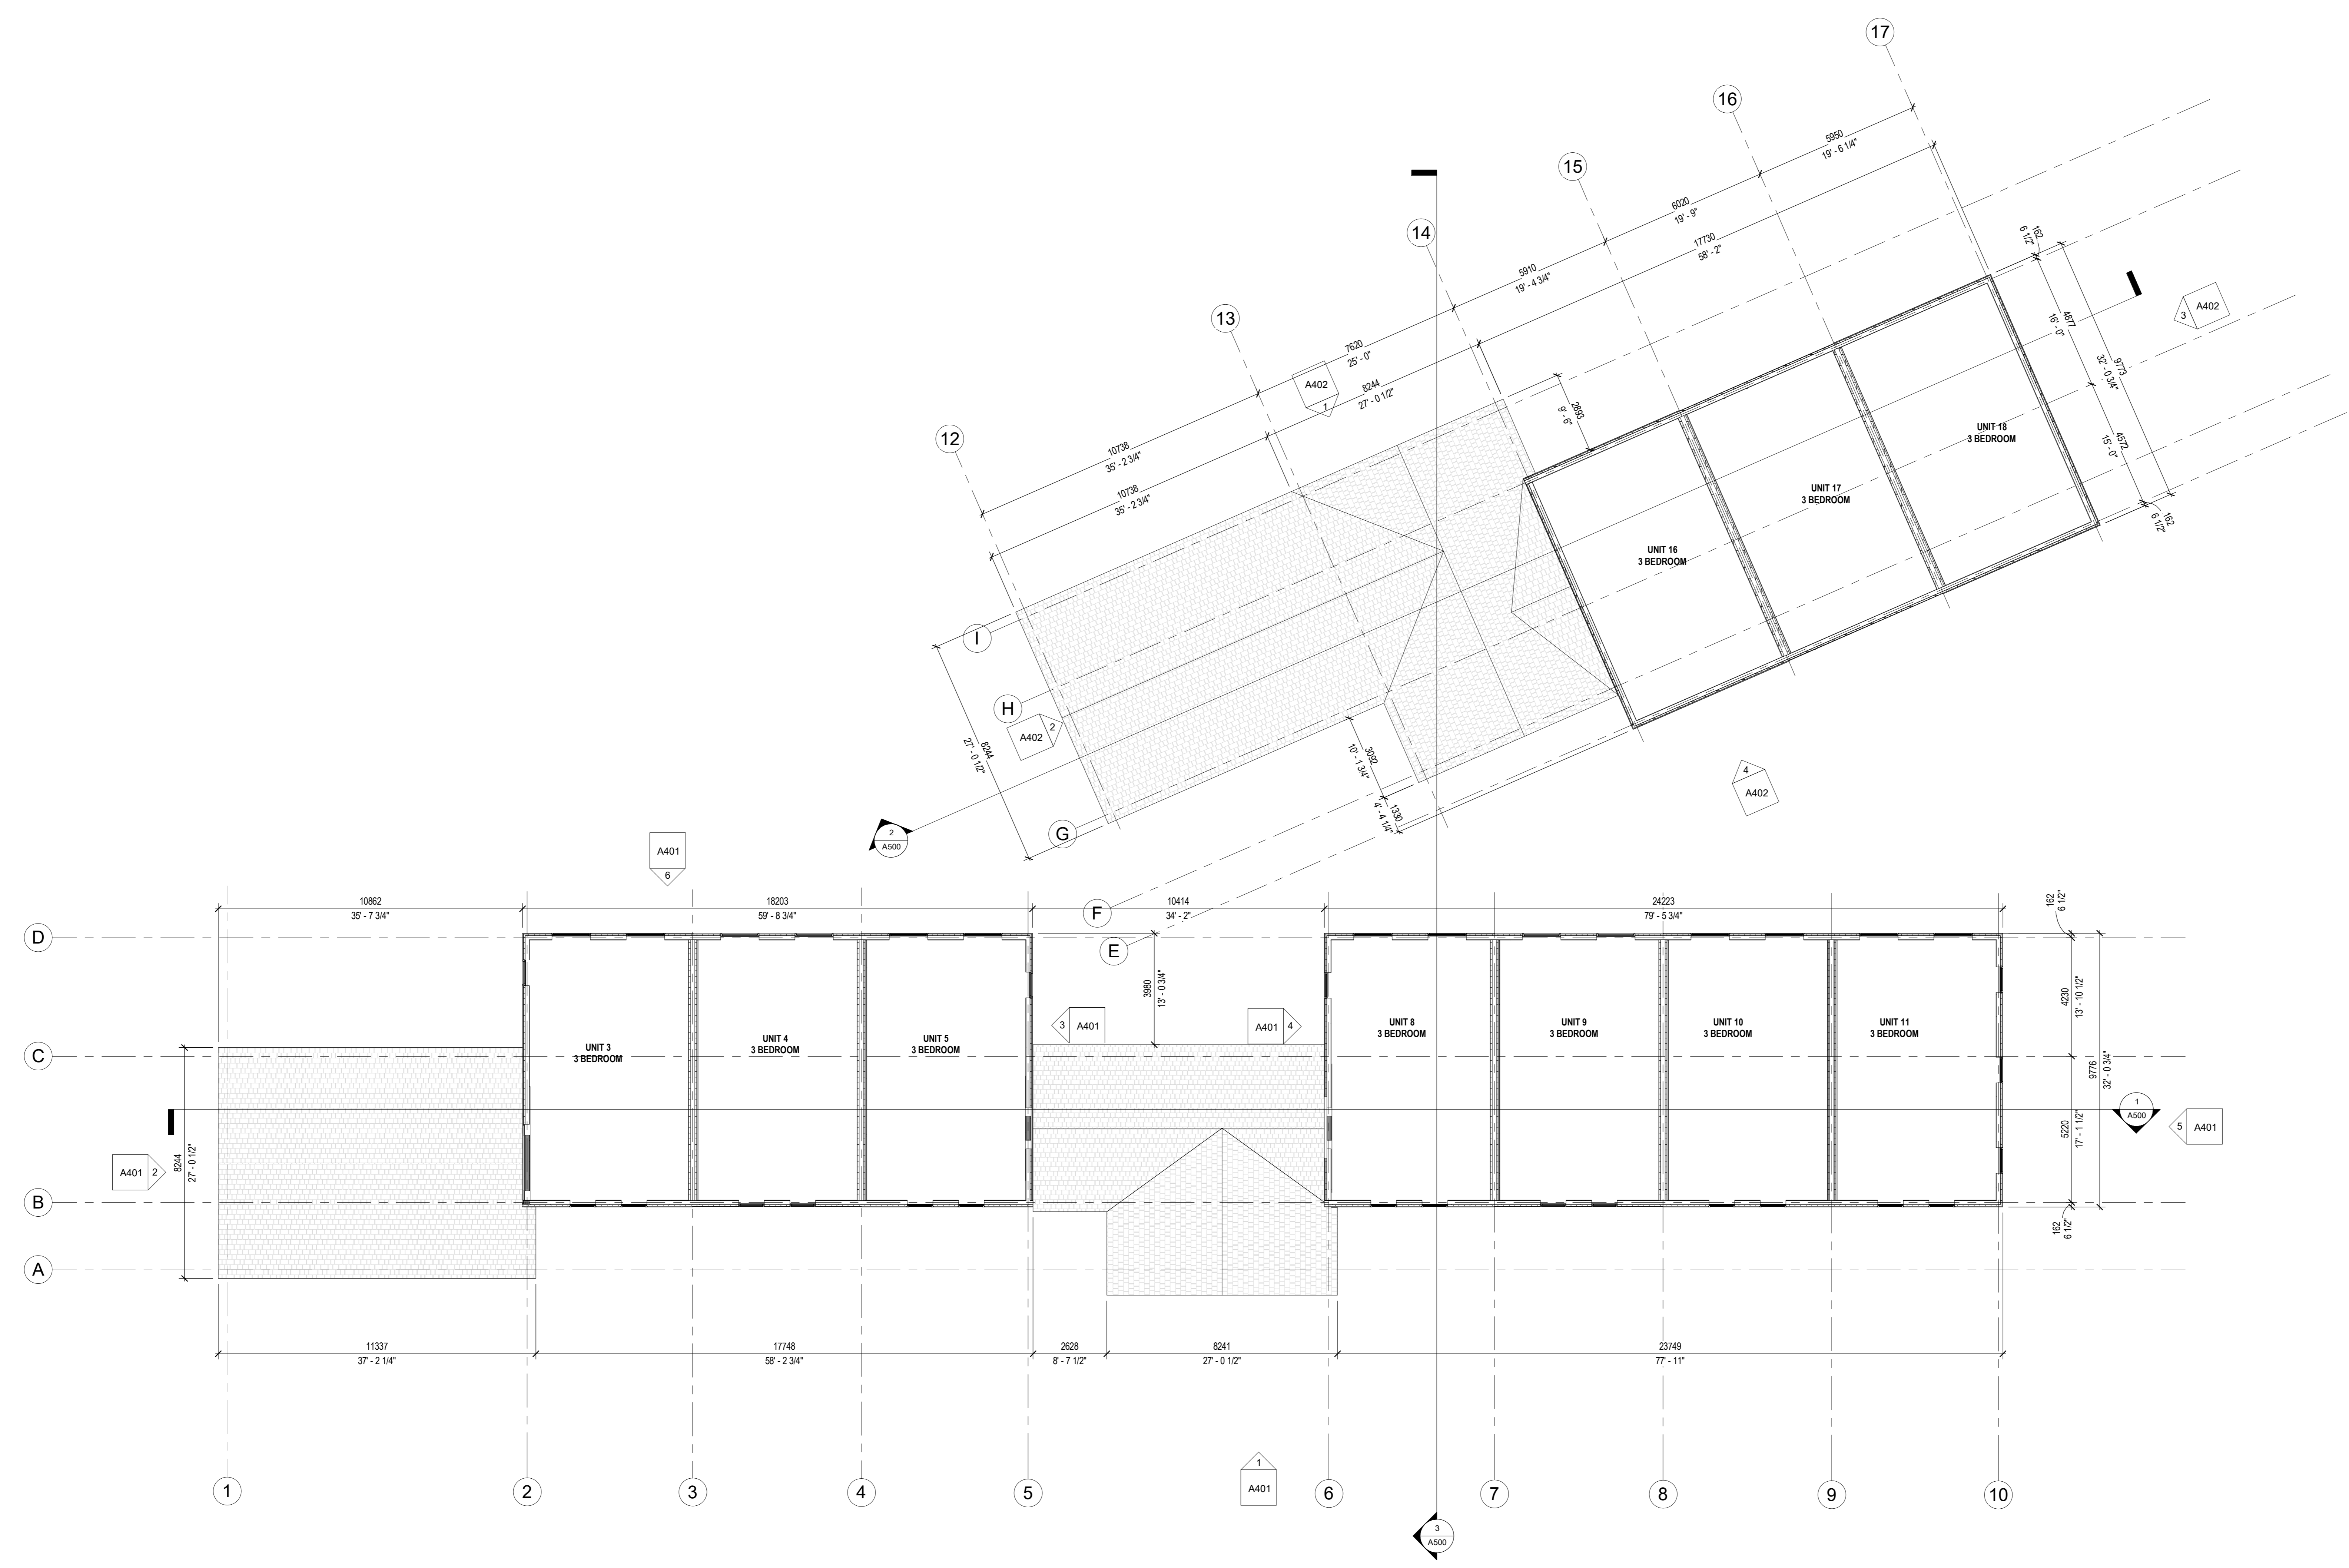 17
16
15
14
13
12
5950
19' - 6 1/4"
6020
19' - 9"
17730
58' - 2"
5910
19' - 4 3/4"
7620
25' - 0"
8244
27' - 0 1/2"
10738
35' - 2 3/4"
10738
35' - 2 3/4"
A402
1
2893
9' - 6"
162
6 1/2"
4877
16' - 0"
9773
32' - 0 3/4"
4572
15' - 0"
162
6 1/2"
3
A402
UNIT 18
3 BEDROOM
UNIT 17
3 BEDROOM
UNIT 16
3 BEDROOM
I
H
G
F
E
A402
2
8244
27' - 0 1/2"
3092
10' - 1 3/4"
1330
4' - 4 1/4"
4
A402
2
A500
A401
6
10862
35' - 7 3/4"
18203
59' - 8 3/4"
10414
34' - 2"
24223
79' - 5 3/4"
162
6 1/2"
D
C
B
A
3980
13' - 0 3/4"
3
A401
A401
4
UNIT 3
3 BEDROOM
UNIT 4
3 BEDROOM
UNIT 5
3 BEDROOM
UNIT 8
3 BEDROOM
UNIT 9
3 BEDROOM
UNIT 10
3 BEDROOM
UNIT 11
3 BEDROOM
4230
13' - 10 1/2"
9776
32' - 0 3/4"
5220
17' - 1 1/2"
162
6 1/2"
1
A500
5
A401
A401
2
8244
27' - 0 1/2"
11337
37' - 2 1/4"
17748
58' - 2 3/4"
2628
8' - 7 1/2"
8241
27' - 0 1/2"
23749
77' - 11"
1
A401
1
2
3
4
5
6
7
8
9
10
3
A500